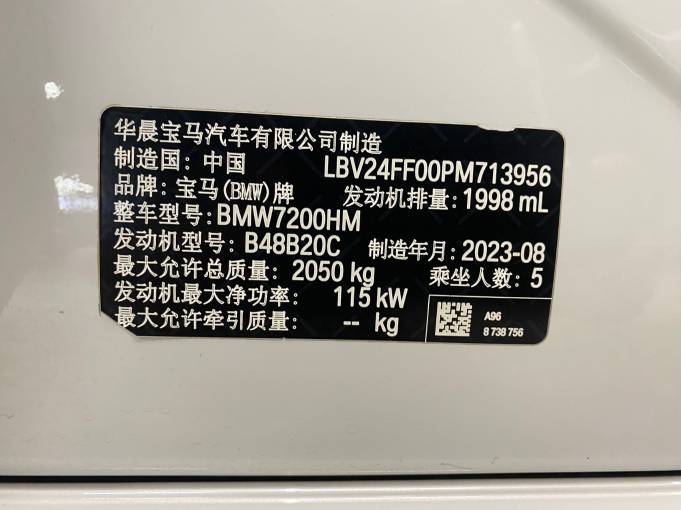 华晨宝马汽车有限公司制造
制造国: 中国 LBV24FF00PM713956
品牌: 宝马(BMW)牌 发动机排量: 1998 mL
整车型号: BMW7200HM
发动机型号: B48B20C 制造年月: 2023-08
最大允许总质量: 2050 kg 乘坐人数: 5
发动机最大净功率: 115 kW
最大允许牵引质量: -- kg
A96
8 738 756